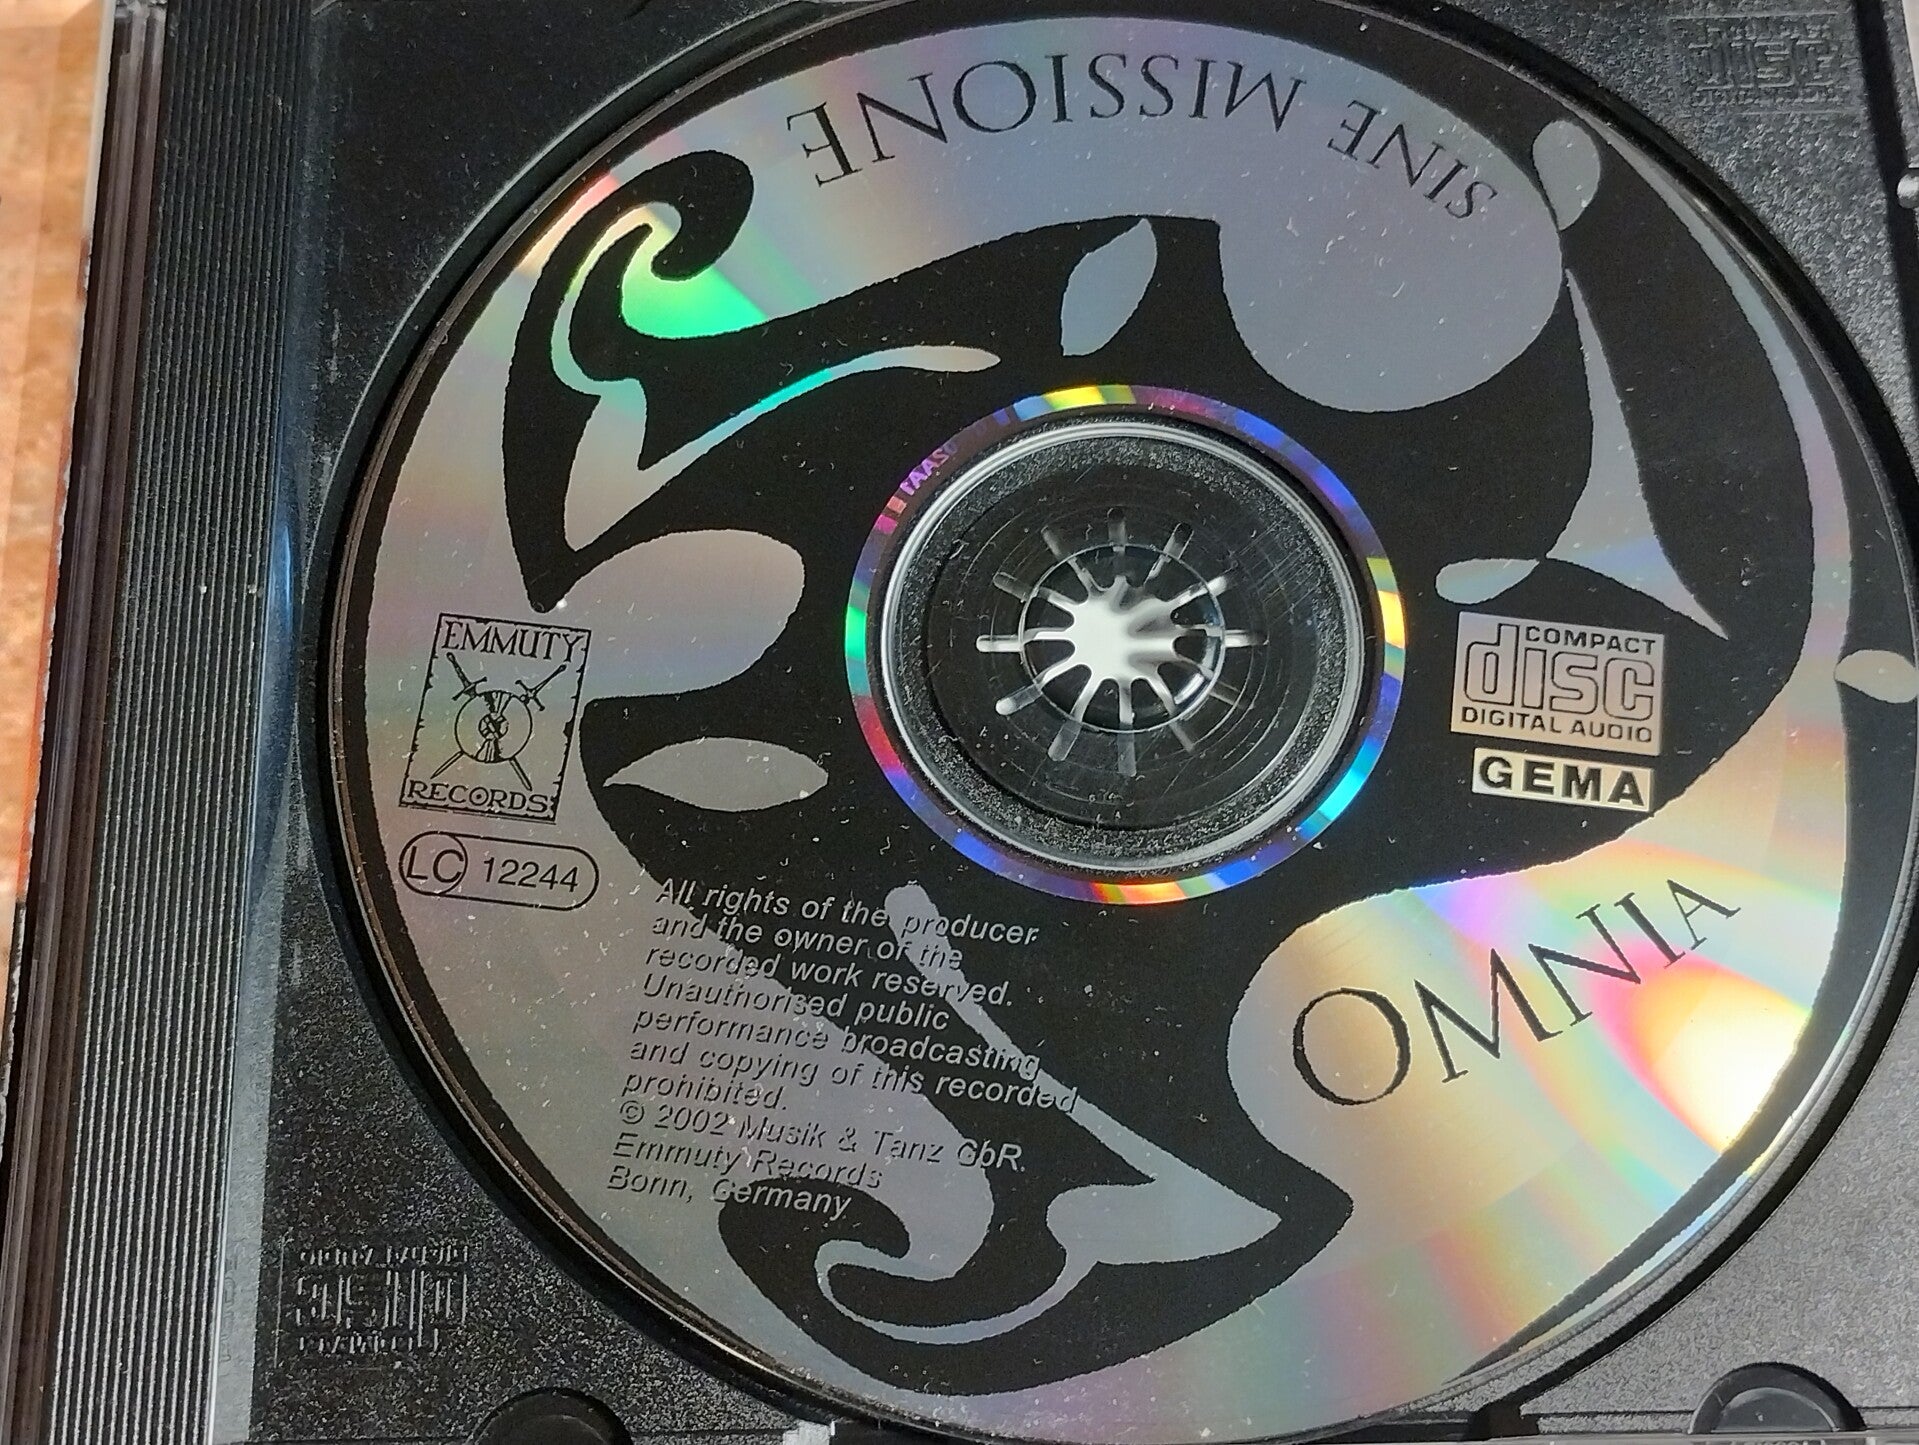 SINE MISSIONE
EMMUTY
RECORDS
LC 12244
COMPACT
disc
DIGITAL AUDIO
GEMA
OMNIA
All rights of the producer
and the owner of the
recorded work reserved.
Unauthorised public
performance broadcasting
and copying of this recorded
prohibited.
© 2002 Musik & Tanz GbR.
Emmuty Records
Bonn, Germany